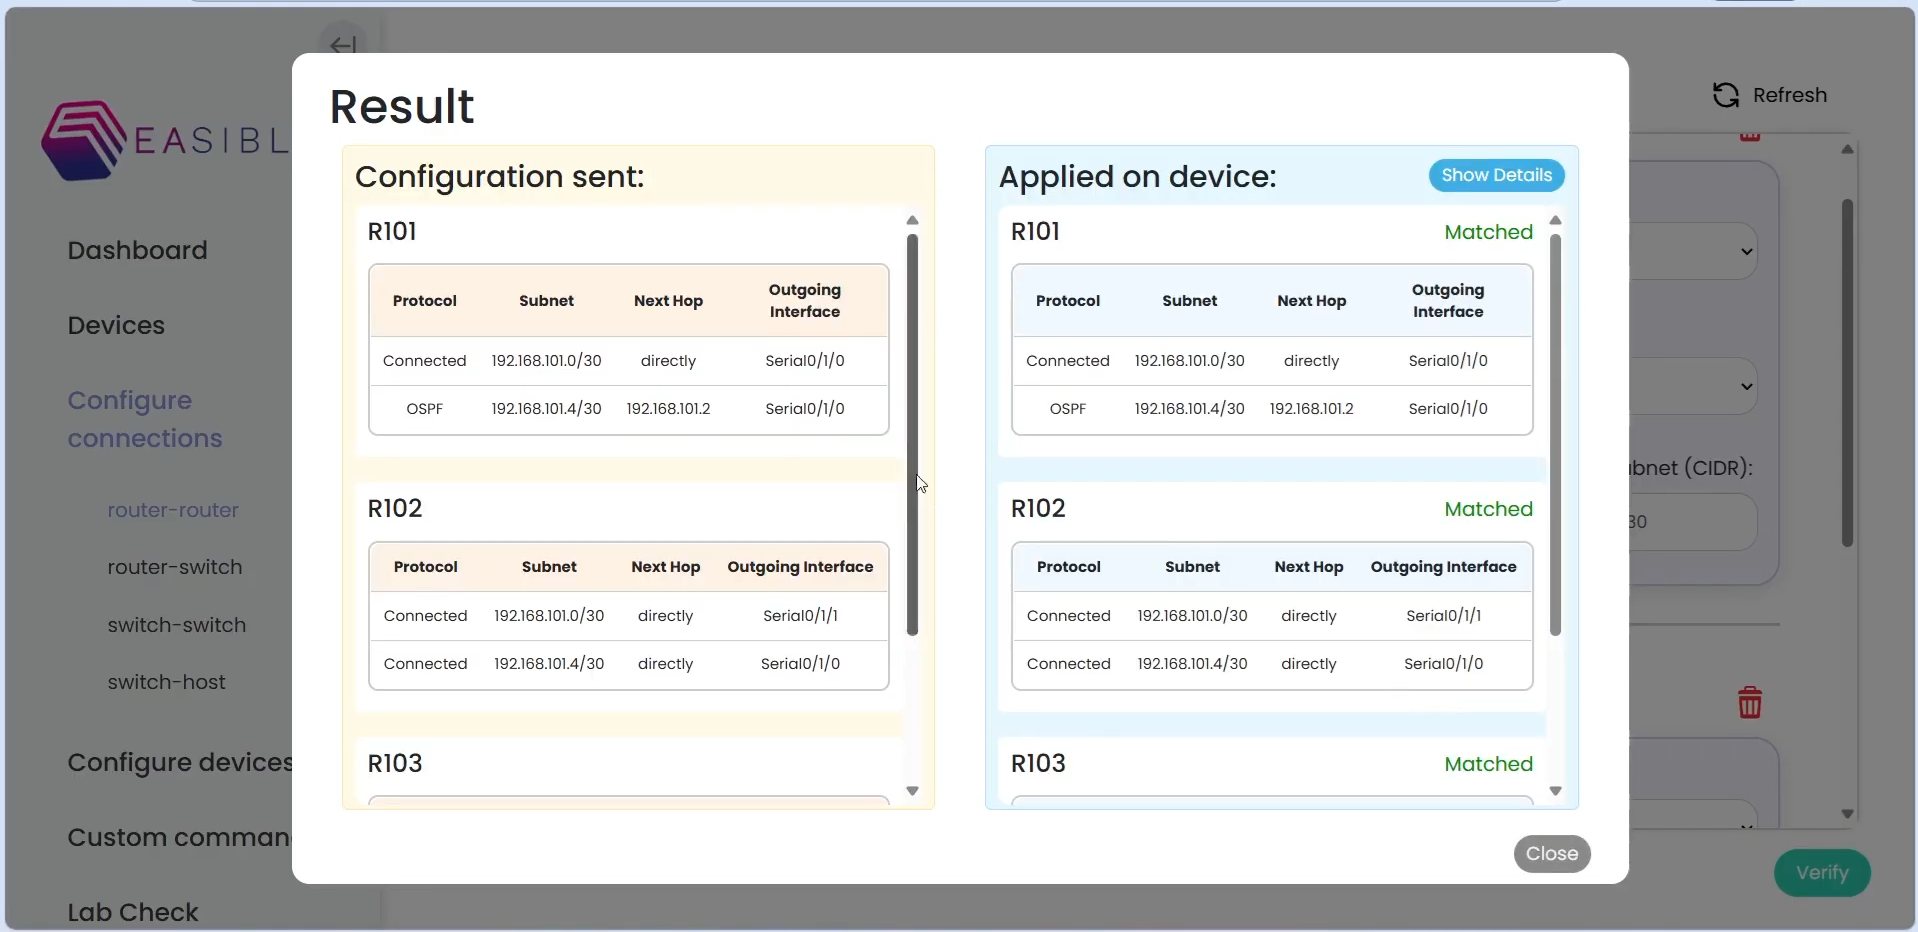 EASIBL
Dashboard
Devices
Configure
connections
router-router
router-switch
switch-switch
switch-host
Configure devices
Custom comman
Lab Check
Result
Configuration sent:
R101
Protocol Subnet Next Hop Outgoing Interface
Connected 192.168.101.0/30 directly Serial0/1/0
OSPF 192.168.101.4/30 192.168.101.2 Serial0/1/0
R102
Protocol Subnet Next Hop Outgoing Interface
Connected 192.168.101.0/30 directly Serial0/1/1
Connected 192.168.101.4/30 directly Serial0/1/0
R103
Applied on device: Show Details
R101 Matched
Protocol Subnet Next Hop Outgoing Interface
Connected 192.168.101.0/30 directly Serial0/1/0
OSPF 192.168.101.4/30 192.168.101.2 Serial0/1/0
R102 Matched
Protocol Subnet Next Hop Outgoing Interface
Connected 192.168.101.0/30 directly Serial0/1/1
Connected 192.168.101.4/30 directly Serial0/1/0
R103 Matched
Close
Refresh
ubnet (CIDR):
30
Verify